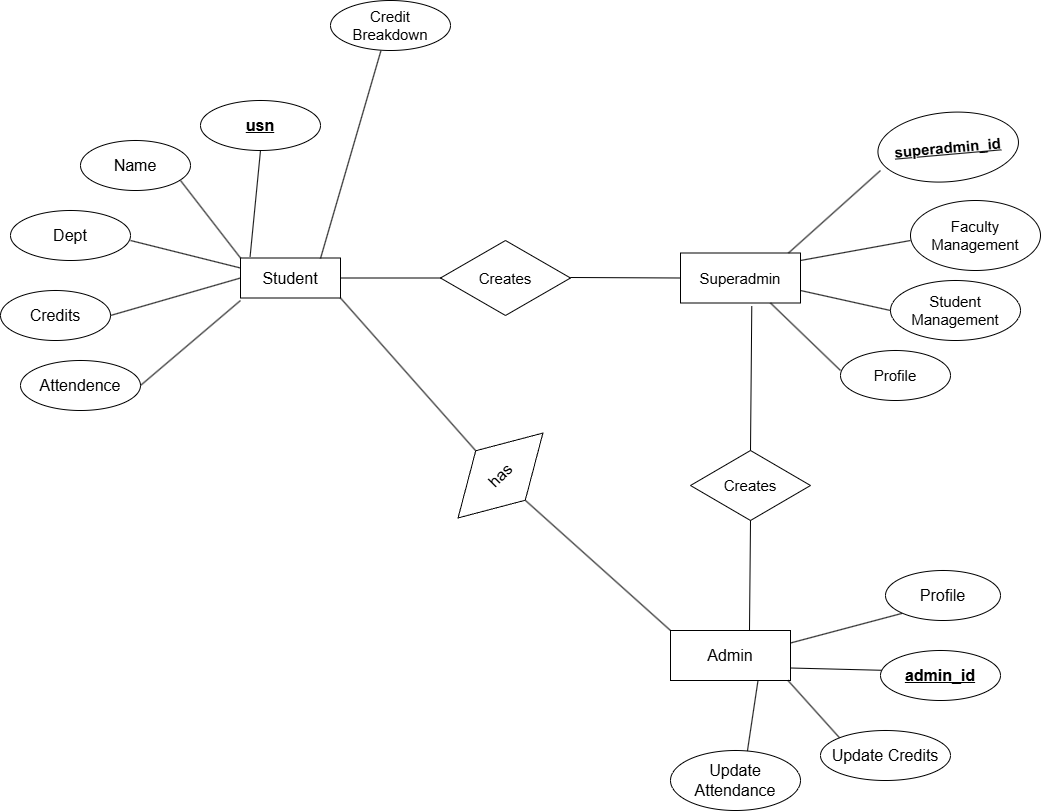 Credit
Breakdown
usn
superadmin_id
Name
Dept
Faculty
Management
Student
Creates
Superadmin
Credits
Student
Management
Attendence
Profile
has
Creates
Profile
Admin
admin_id
Update Credits
Update
Attendance